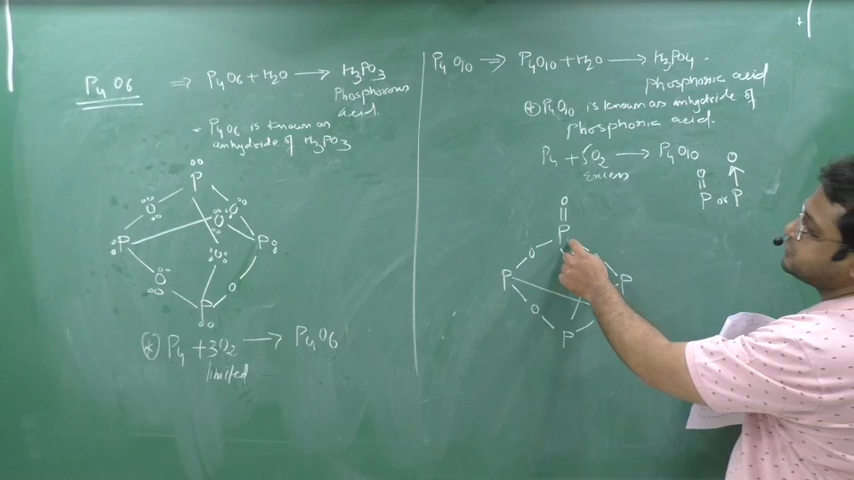 P4O6 ⇒ P4O6 + H2O ⟶ H3PO3
Phosphorous
acid.
- P4O6 is known as
anhydride of H3PO3
P
O O
P O P
O O
O
P
(*) P4 + 3O2 ⟶ P4O6
limited
P4O10 ⇒ P4O10 + H2O ⟶ H3PO4.
phosphoric acid
(*) P4O10 is known as anhydride of
phosphoric acid.
P4 + 5O2 ⟶ P4O10
excess
O O
P or P
O
P
O
P P
O
P